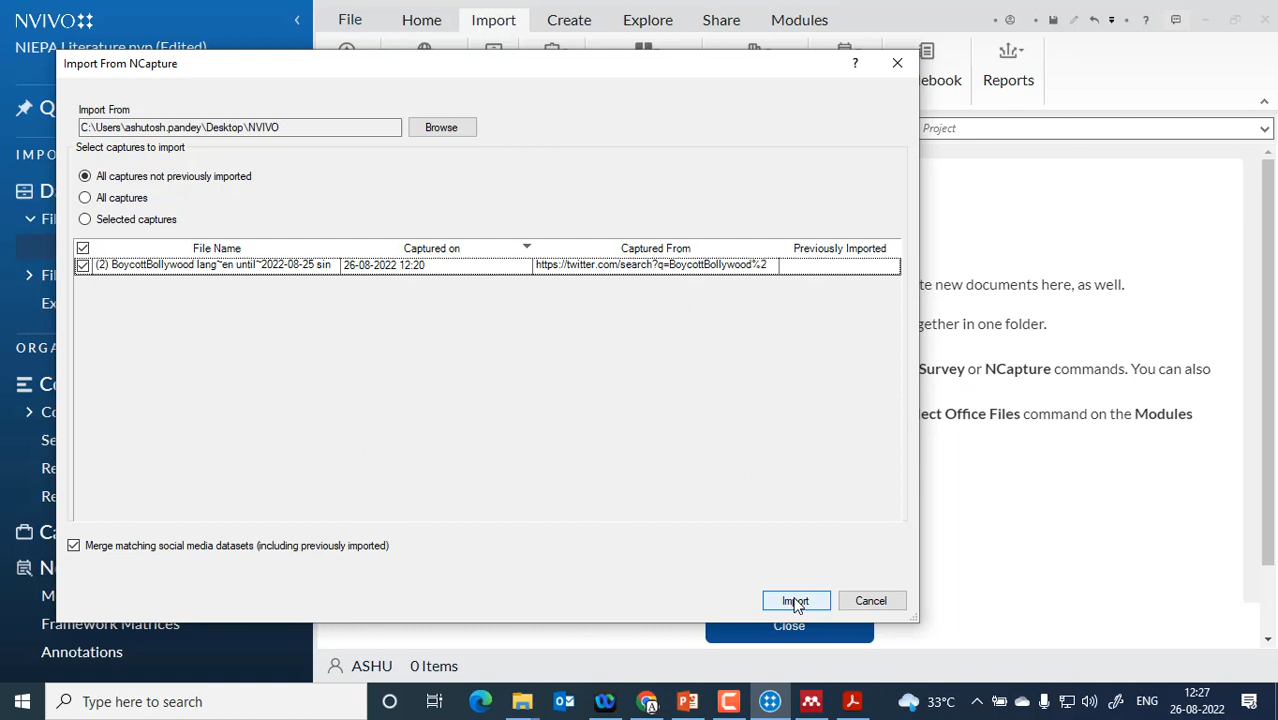 NVIVO
NIEPA Literature.nvp (Edited)
File Home Import Create Explore Share Modules
Reports
Import From NCapture
Import From
C:\Users\ashutosh.pandey\Desktop\NVIVO
Browse
Project
Select captures to import
All captures not previously imported
All captures
Selected captures
File Name Captured on Captured From Previously Imported
(2) BoycottBollywood lang~en until~2022-08-25 sin 26-08-2022 12:20 https://twitter.com/search?q=BoycottBollywood%2
te new documents here, as well.
gether in one folder.
Survey or NCapture commands. You can also
ect Office Files command on the Modules
Merge matching social media datasets (including previously imported)
Import Cancel
Close
Framework Matrices
Annotations
ASHU 0 Items
Type here to search
33°C
ENG
12:27
26-08-2022